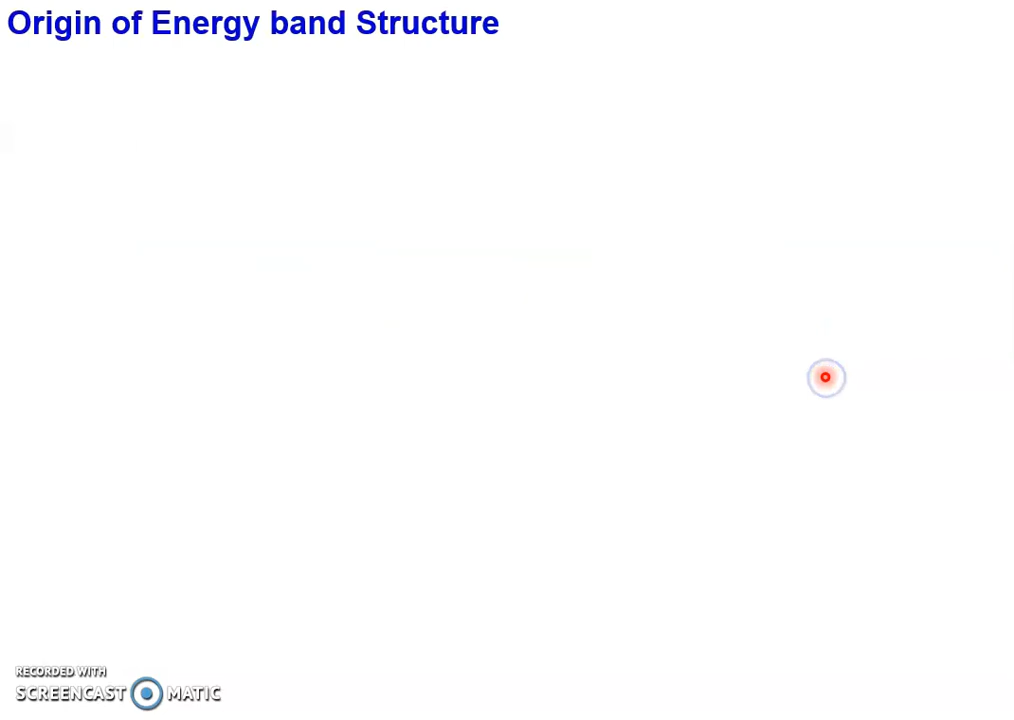 Origin of Energy band Structure
RECORDED WITH
SCREENCAST MATIC